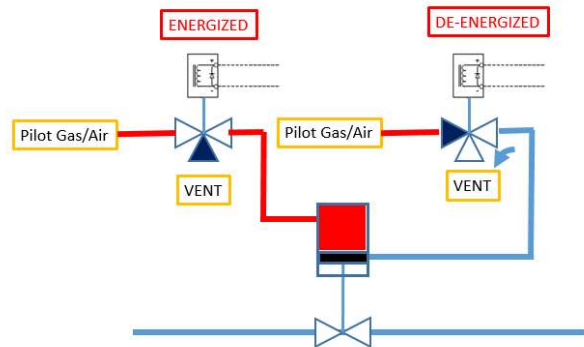 ENERGIZED
DE-ENERGIZED
Pilot Gas/Air
Pilot Gas/Air
VENT
VENT